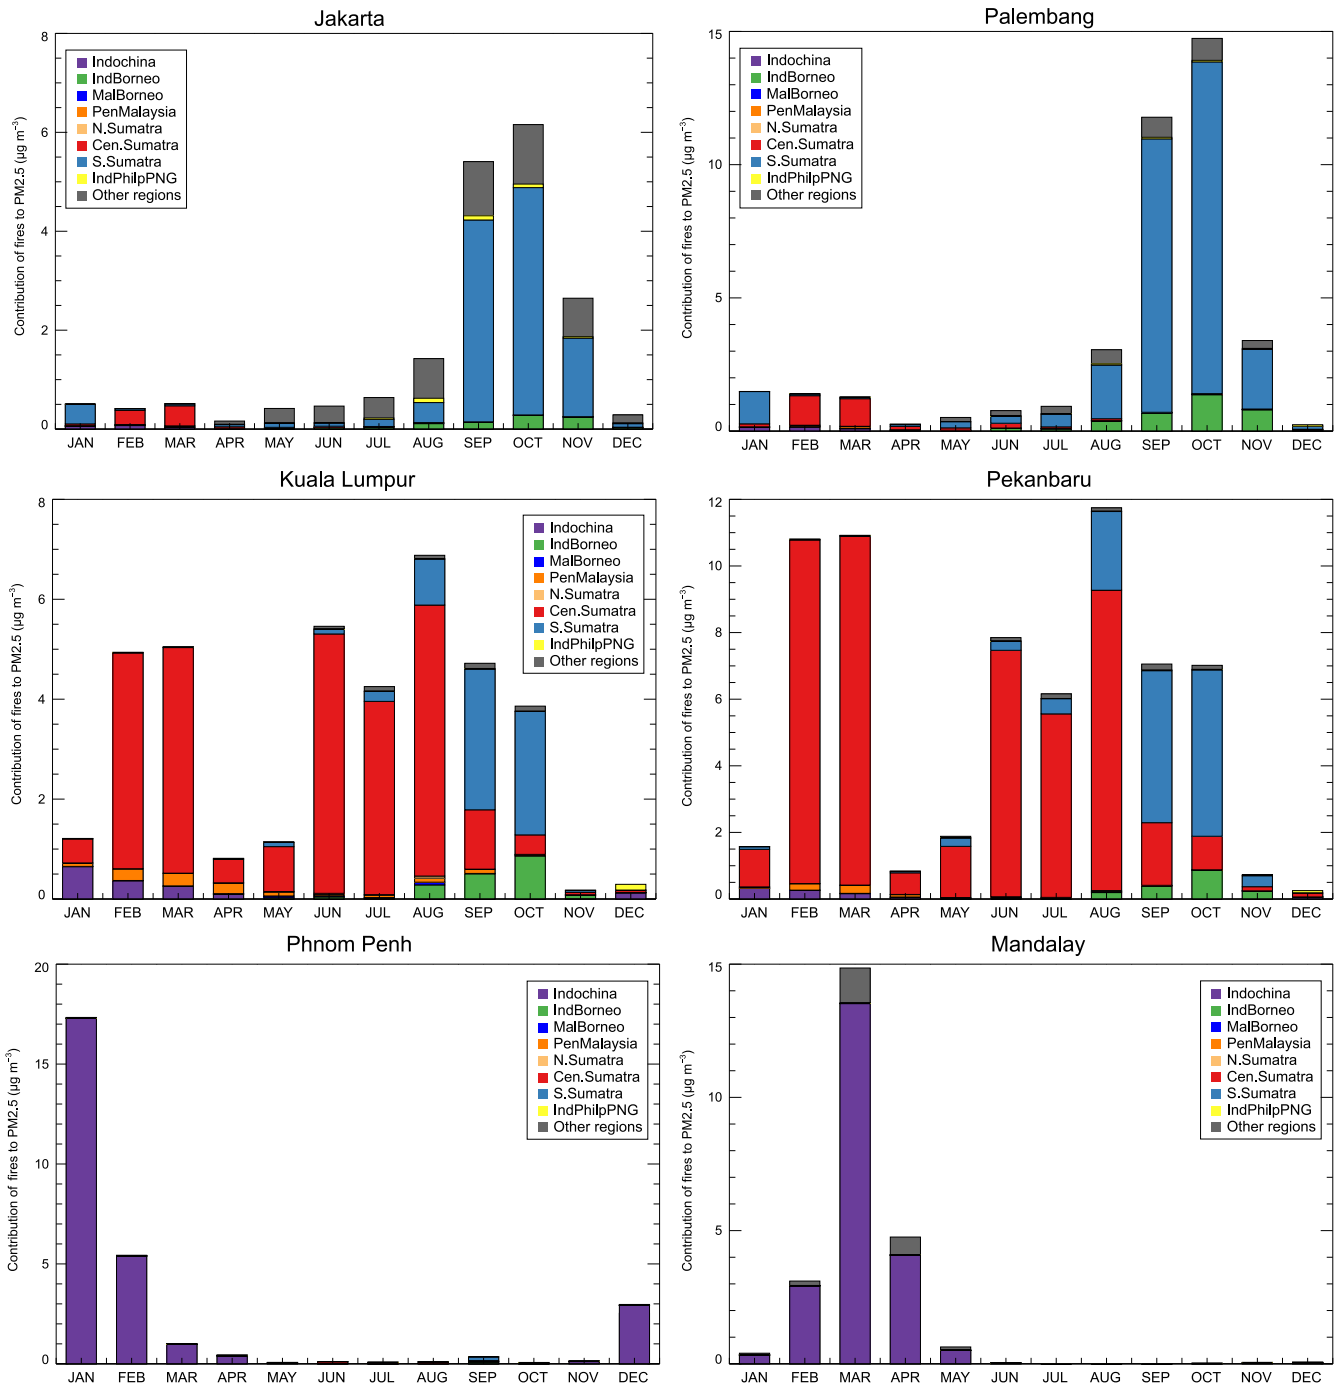 Jakarta
Contribution of fires to PM2.5 (µg m⁻³)
8
6
4
2
0
Indochina
IndBorneo
MalBorneo
PenMalaysia
N.Sumatra
Cen.Sumatra
S.Sumatra
IndPhilpPNG
Other regions
JAN FEB MAR APR MAY JUN JUL AUG SEP OCT NOV DEC
Palembang
Contribution of fires to PM2.5 (µg m⁻³)
15
10
5
0
Indochina
IndBorneo
MalBorneo
PenMalaysia
N.Sumatra
Cen.Sumatra
S.Sumatra
IndPhilpPNG
Other regions
JAN FEB MAR APR MAY JUN JUL AUG SEP OCT NOV DEC
Kuala Lumpur
Contribution of fires to PM2.5 (µg m⁻³)
8
6
4
2
0
Indochina
IndBorneo
MalBorneo
PenMalaysia
N.Sumatra
Cen.Sumatra
S.Sumatra
IndPhilpPNG
Other regions
JAN FEB MAR APR MAY JUN JUL AUG SEP OCT NOV DEC
Pekanbaru
Contribution of fires to PM2.5 (µg m⁻³)
12
10
8
6
4
2
0
JAN FEB MAR APR MAY JUN JUL AUG SEP OCT NOV DEC
Phnom Penh
Contribution of fires to PM2.5 (µg m⁻³)
20
15
10
5
0
Indochina
IndBorneo
MalBorneo
PenMalaysia
N.Sumatra
Cen.Sumatra
S.Sumatra
IndPhilpPNG
Other regions
JAN FEB MAR APR MAY JUN JUL AUG SEP OCT NOV DEC
Mandalay
Contribution of fires to PM2.5 (µg m⁻³)
15
10
5
0
Indochina
IndBorneo
MalBorneo
PenMalaysia
N.Sumatra
Cen.Sumatra
S.Sumatra
IndPhilpPNG
Other regions
JAN FEB MAR APR MAY JUN JUL AUG SEP OCT NOV DEC